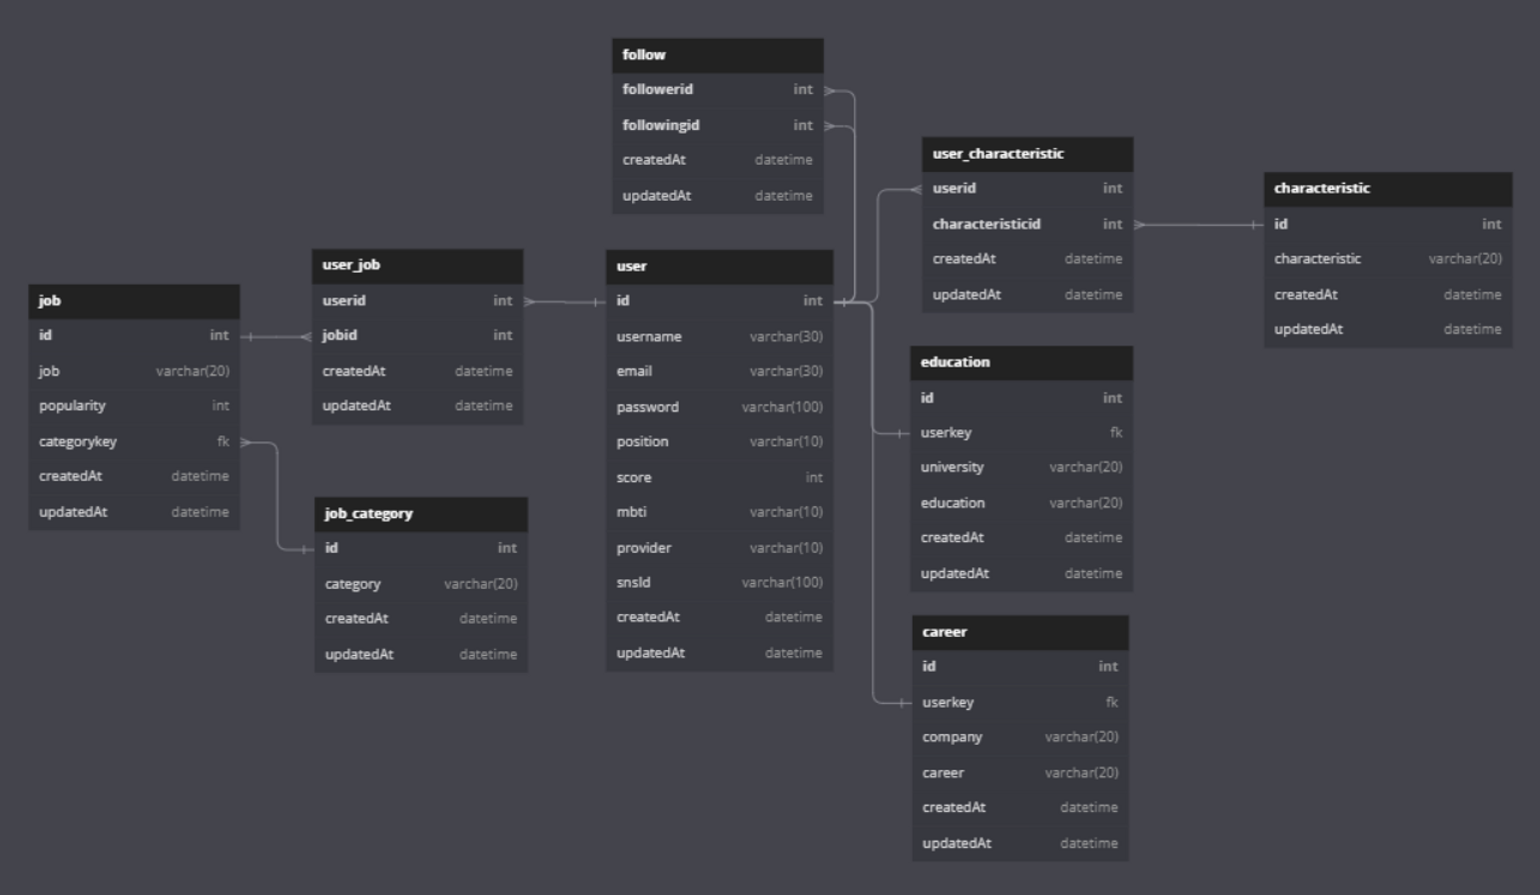 follow
followerid int
followingid int
createdAt datetime
updatedAt datetime
user_characteristic
userid int
characteristicid int
createdAt datetime
updatedAt datetime
characteristic
id int
characteristic varchar(20)
createdAt datetime
updatedAt datetime
user_job
userid int
jobid int
createdAt datetime
updatedAt datetime
user
id int
username varchar(30)
email varchar(30)
password varchar(100)
position varchar(10)
score int
mbti varchar(10)
provider varchar(10)
snsId varchar(100)
createdAt datetime
updatedAt datetime
job
id int
job varchar(20)
popularity int
categorykey fk
createdAt datetime
updatedAt datetime
education
id int
userkey fk
university varchar(20)
education varchar(20)
createdAt datetime
updatedAt datetime
job_category
id int
category varchar(20)
createdAt datetime
updatedAt datetime
career
id int
userkey fk
company varchar(20)
career varchar(20)
createdAt datetime
updatedAt datetime